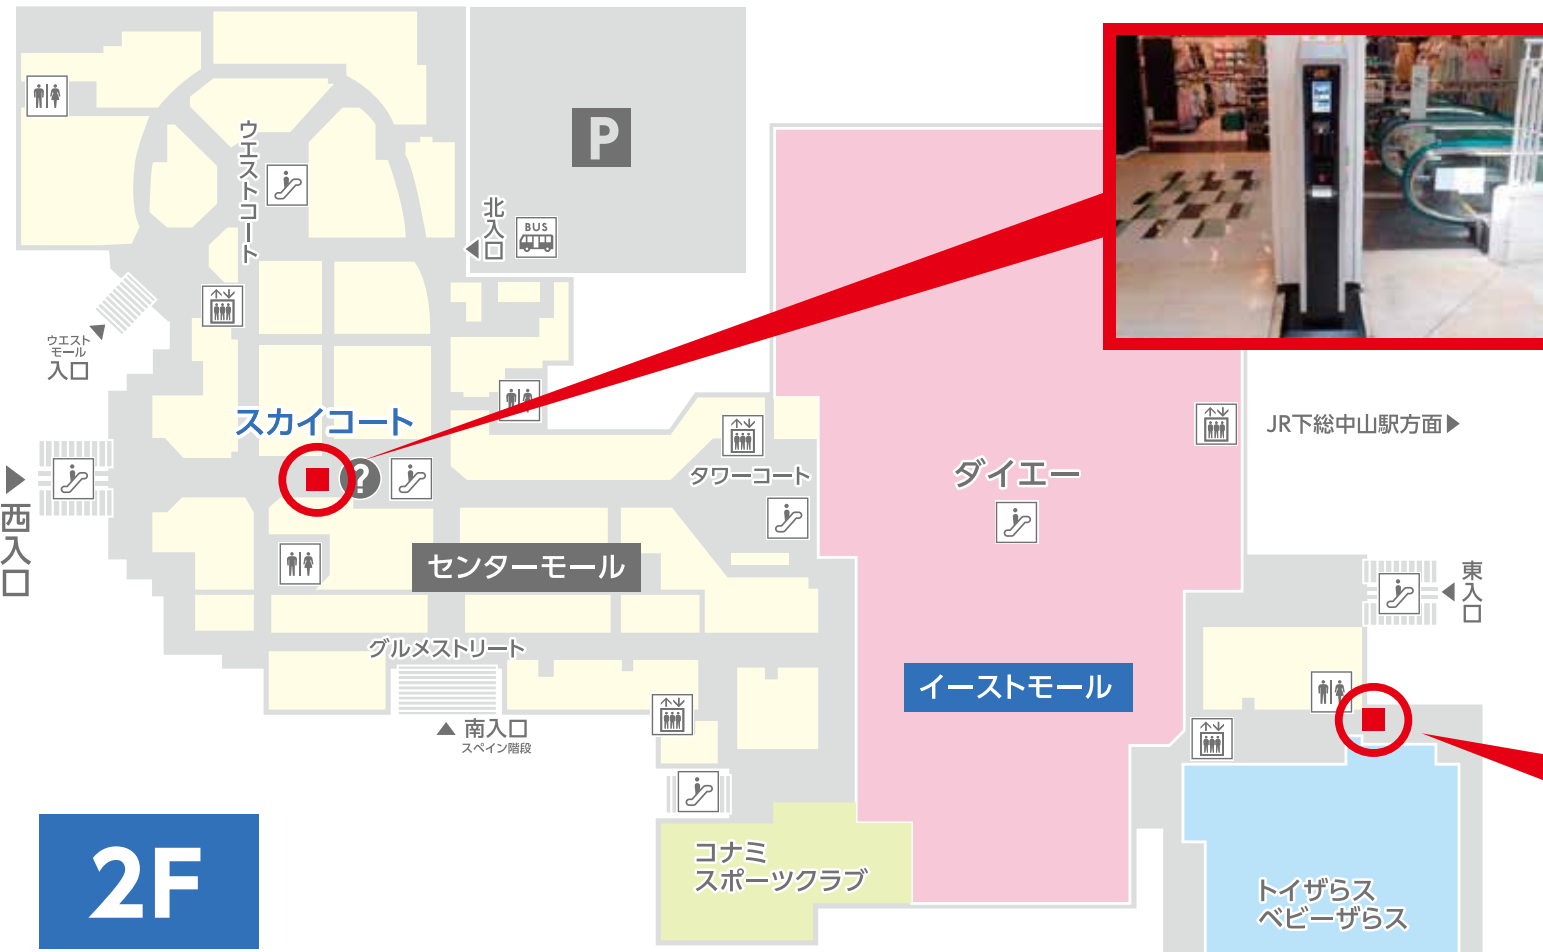 P
ウエストコート
北入口
BUS
ウエスト
モール
入口
スカイコート
?
タワーコート
ダイエー
JR下総中山駅方面
西入口
センターモール
東入口
グルメストリート
イーストモール
南入口
スペイン階段
コナミ
スポーツクラブ
2F
トイザらス
ベビーザらス